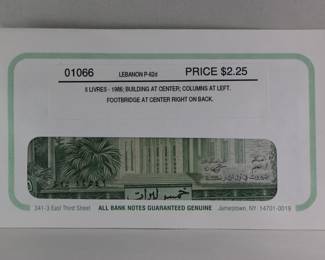 01066 LEBANON P-62d PRICE $2.25
5 LIVRES - 1986; BUILDING AT CENTER; COLUMNS AT LEFT.
FOOTBRIDGE AT CENTER RIGHT ON BACK.
خمس ليرات
341-3 East Third Street ALL BANK NOTES GUARANTEED GENUINE Jamestown, NY 14701-0019